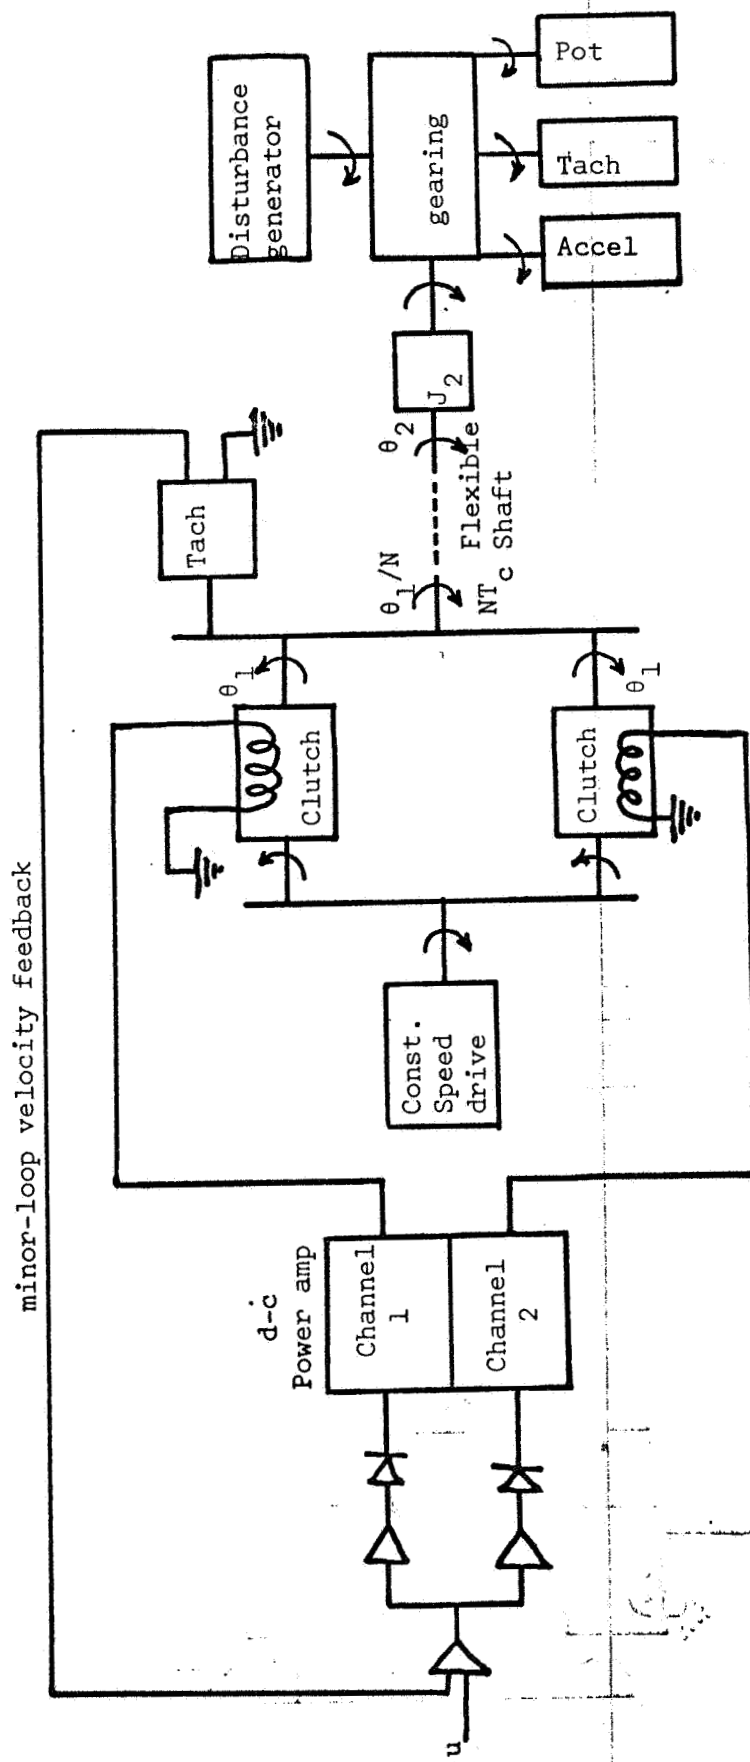 minor-loop velocity feedback
u
d-c
Power amp
Channel
1
Channel
2
Const.
Speed
drive
Clutch
θ1
Clutch
θ1
Tach
θ1/N
NTc
Flexible
Shaft
θ2
J2
gearing
Disturbance
generator
Pot
Tach
Accel